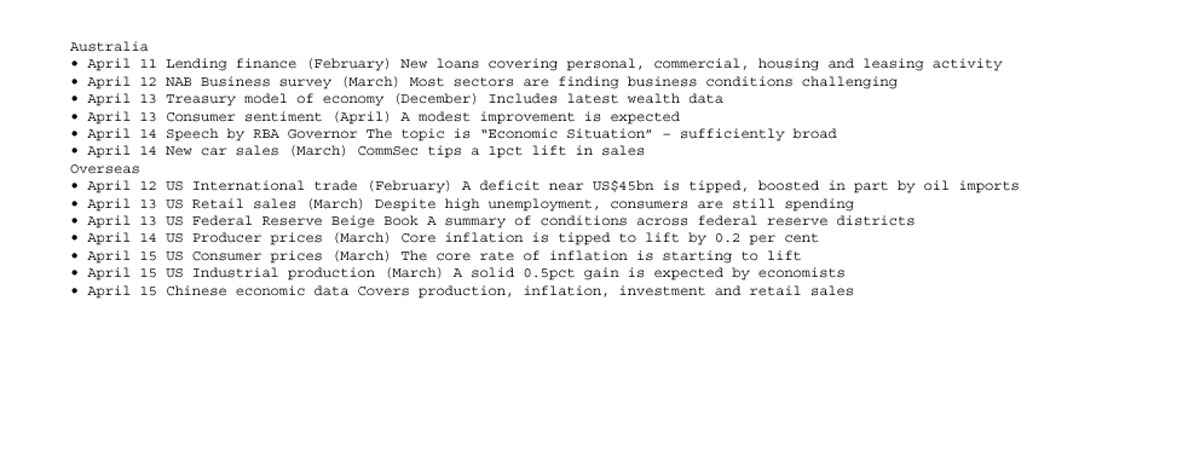 Australia
• April 11 Lending finance (February) New loans covering personal, commercial, housing and leasing activity
• April 12 NAB Business survey (March) Most sectors are finding business conditions challenging
• April 13 Treasury model of economy (December) Includes latest wealth data
• April 13 Consumer sentiment (April) A modest improvement is expected
• April 14 Speech by RBA Governor The topic is “Economic Situation” – sufficiently broad
• April 14 New car sales (March) CommSec tips a 1pct lift in sales
Overseas
• April 12 US International trade (February) A deficit near US$45bn is tipped, boosted in part by oil imports
• April 13 US Retail sales (March) Despite high unemployment, consumers are still spending
• April 13 US Federal Reserve Beige Book A summary of conditions across federal reserve districts
• April 14 US Producer prices (March) Core inflation is tipped to lift by 0.2 per cent
• April 15 US Consumer prices (March) The core rate of inflation is starting to lift
• April 15 US Industrial production (March) A solid 0.5pct gain is expected by economists
• April 15 Chinese economic data Covers production, inflation, investment and retail sales